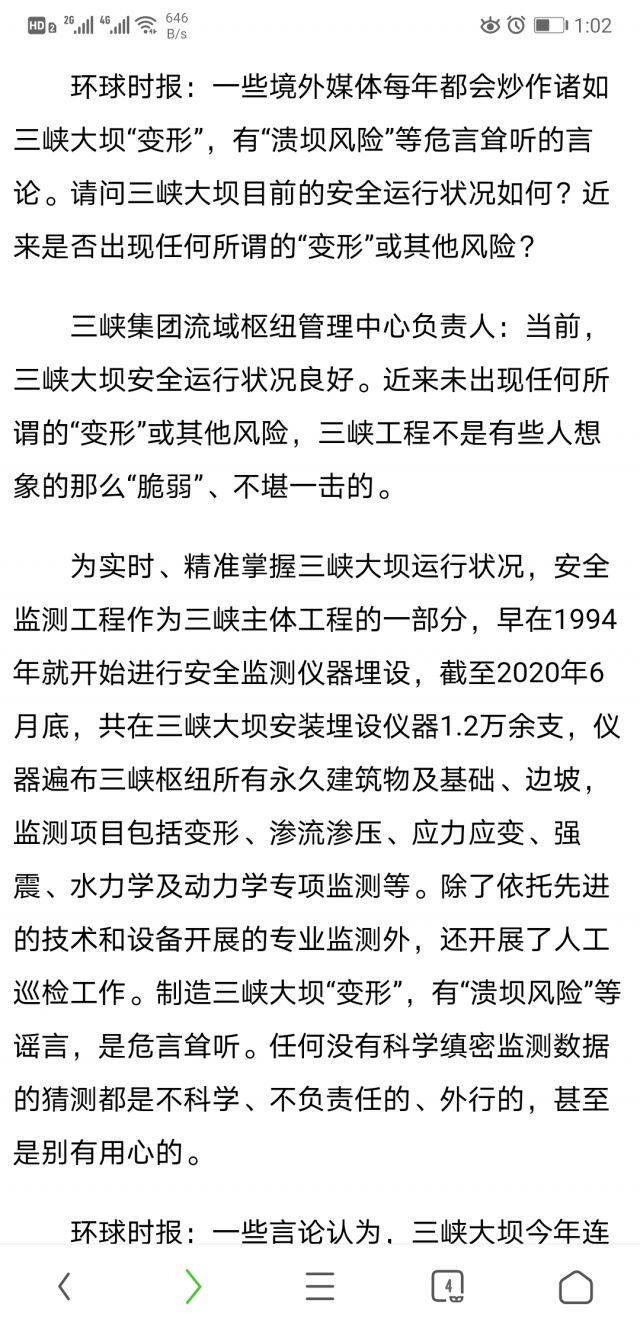 HD 2 2G 4G 646 B/s 1:02
环球时报：一些境外媒体每年都会炒作诸如
三峡大坝“变形”，有“溃坝风险”等危言耸听的言
论。请问三峡大坝目前的安全运行状况如何？近
来是否出现任何所谓的“变形”或其他风险？
三峡集团流域枢纽管理中心负责人：当前，
三峡大坝安全运行状况良好。近来未出现任何所
谓的“变形”或其他风险，三峡工程不是有些人想
象的那么“脆弱”、不堪一击的。
为实时、精准掌握三峡大坝运行状况，安全
监测工程作为三峡主体工程的一部分，早在1994
年就开始进行安全监测仪器埋设，截至2020年6
月底，共在三峡大坝安装埋设仪器1.2万余支，仪
器遍布三峡枢纽所有永久建筑物及基础、边坡，
监测项目包括变形、渗流渗压、应力应变、强
震、水力学及动力学专项监测等。除了依托先进
的技术和设备开展的专业监测外，还开展了人工
巡检工作。制造三峡大坝“变形”，有“溃坝风险”等
谣言，是危言耸听。任何没有科学缜密监测数据
的猜测都是不科学、不负责任的、外行的，甚至
是别有用心的。
环球时报：一些言论认为，三峡大坝今年连
4